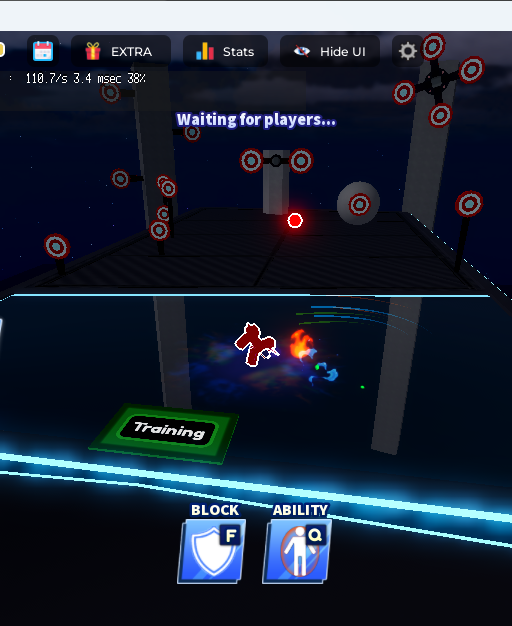 EXTRA
Stats
Hide UI
: 110.7/s 3.4 msec 38%
Waiting for players...
Training
BLOCK
ABILITY
F
Q